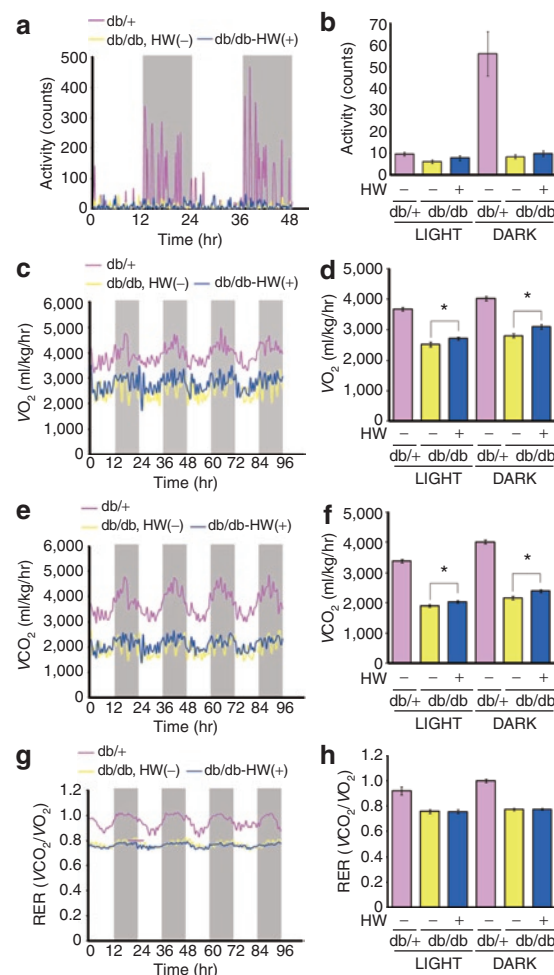 a
db/+
db/db, HW(−) db/db-HW(+)
Activity (counts)
500
400
300
200
100
0
0 12 24 36 48
Time (hr)
b
Activity (counts)
70
60
50
40
30
20
10
0
HW − − + − − +
db/+ db/db db/+ db/db
LIGHT DARK
c
db/+
db/db, HW(−) db/db-HW(+)
VO2 (ml/kg/hr)
6,000
5,000
4,000
3,000
2,000
1,000
0
0 12 24 36 48 60 72 84 96
Time (hr)
d
VO2 (ml/kg/hr)
5,000
4,000
3,000
2,000
1,000
0
* *
HW − − + − − +
db/+ db/db db/+ db/db
LIGHT DARK
e
db/+
db/db, HW(−) db/db-HW(+)
VCO2 (ml/kg/hr)
6,000
5,000
4,000
3,000
2,000
1,000
0
0 12 24 36 48 60 72 84 96
Time (hr)
f
VCO2 (ml/kg/hr)
5,000
4,000
3,000
2,000
1,000
0
* *
HW − − + − − +
db/+ db/db db/+ db/db
LIGHT DARK
g
db/+
db/db, HW(−) db/db-HW(+)
RER (VCO2/VO2)
1.2
1.0
0.8
0.6
0.4
0.2
0
0 12 24 36 48 60 72 84 96
Time (hr)
h
RER (VCO2/VO2)
1.2
1
0.8
0.6
0.4
0.2
0
HW − − + − − +
db/+ db/db db/+ db/db
LIGHT DARK